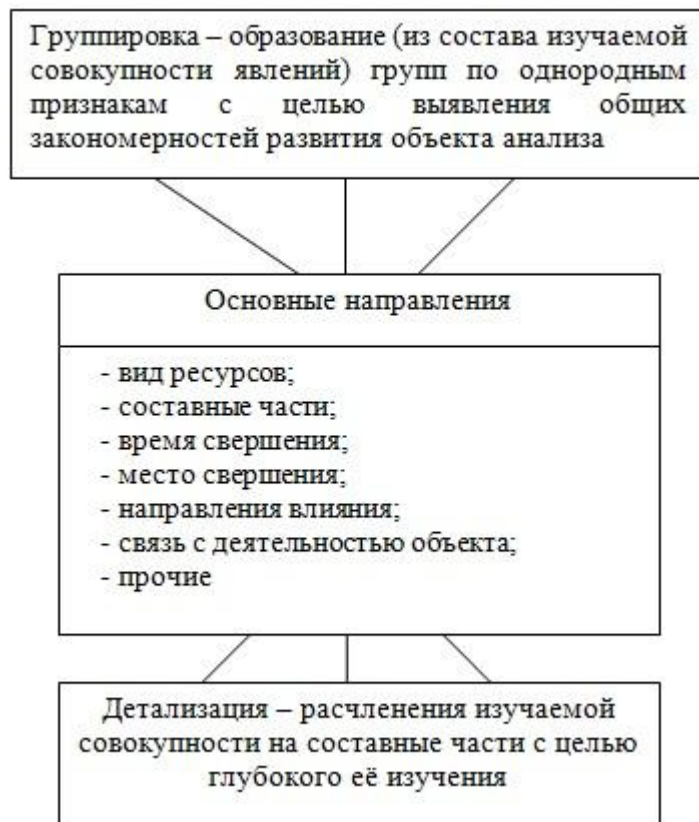 Группировка – образование (из состава изучаемой
совокупности явлений) групп по однородным
признакам с целью выявления общих
закономерностей развития объекта анализа
Основные направления
- вид ресурсов;
- составные части;
- время свершения;
- место свершения;
- направления влияния;
- связь с деятельностью объекта;
- прочие
Детализация – расчленения изучаемой
совокупности на составные части с целью
глубокого её изучения